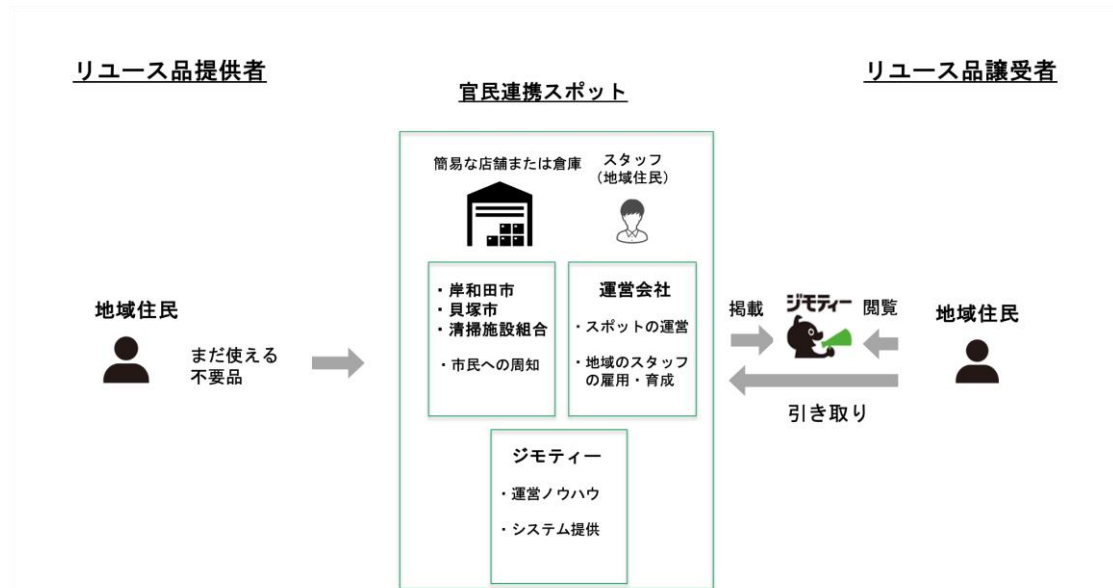 リユース品提供者
官民連携スポット
リユース品譲受者
簡易な店舗または倉庫
スタッフ
（地域住民）
地域住民
まだ使える
不要品
・岸和田市
・貝塚市
・清掃施設組合
・市民への周知
運営会社
・スポットの運営
・地域のスタッフ
の雇用・育成
ジモティー
・運営ノウハウ
・システム提供
掲載
ジモティー
閲覧
引き取り
地域住民